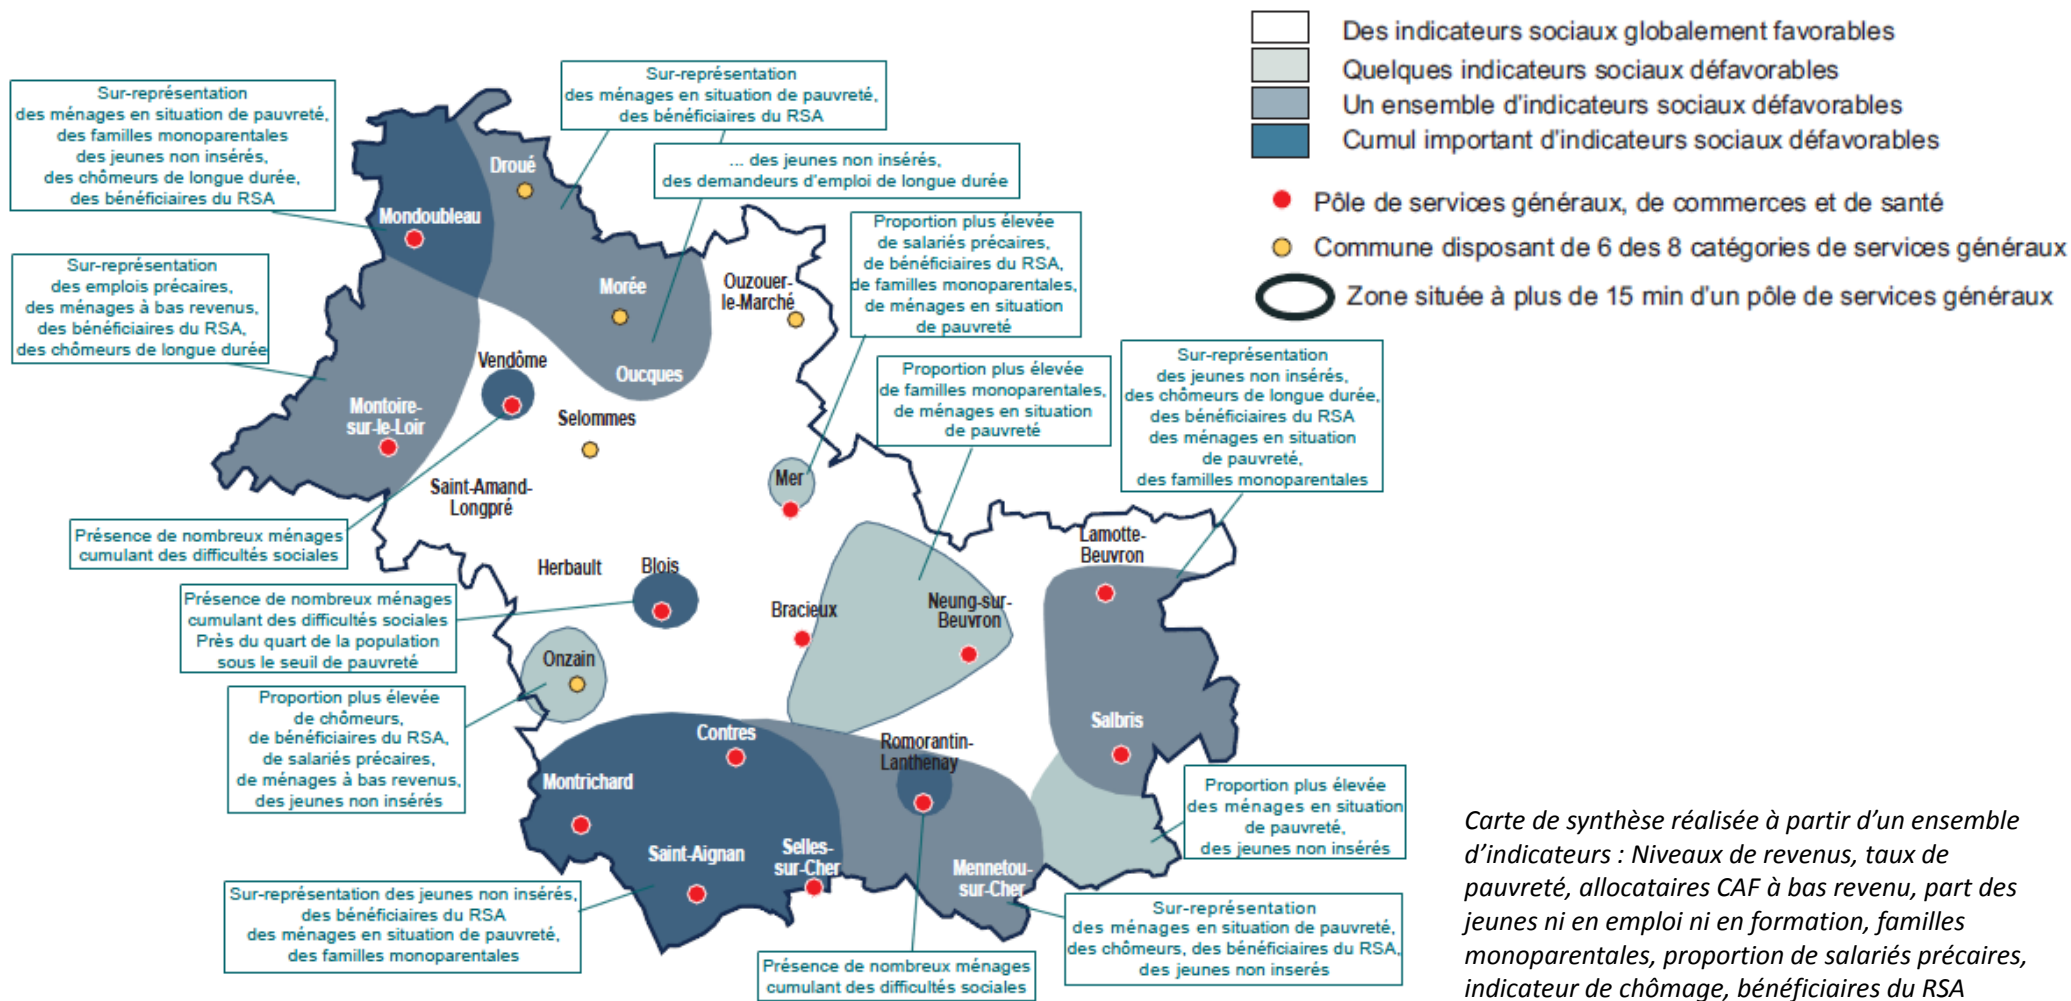 Des indicateurs sociaux globalement favorables
Quelques indicateurs sociaux défavorables
Un ensemble d'indicateurs sociaux défavorables
Cumul important d'indicateurs sociaux défavorables
Pôle de services généraux, de commerces et de santé
Commune disposant de 6 des 8 catégories de services généraux
Zone située à plus de 15 min d'un pôle de services généraux
Sur-représentation
des ménages en situation de pauvreté,
des familles monoparentales
des jeunes non insérés,
des chômeurs de longue durée,
des bénéficiaires du RSA
Sur-représentation
des ménages en situation de pauvreté,
des bénéficiaires du RSA
... des jeunes non insérés,
des demandeurs d'emploi de longue durée
Sur-représentation
des emplois précaires,
des ménages à bas revenus,
des bénéficiaires du RSA,
des chômeurs de longue durée
Proportion plus élevée
de salariés précaires,
de bénéficiaires du RSA,
de familles monoparentales,
de ménages en situation
de pauvreté
Proportion plus élevée
de familles monoparentales,
de ménages en situation
de pauvreté
Sur-représentation
des jeunes non insérés,
des chômeurs de longue durée,
des bénéficiaires du RSA
des ménages en situation
de pauvreté,
des familles monoparentales
Droué
Mondoubleau
Morée
Ouzouer-
le-Marché
Oucques
Vendôme
Montoire-
sur-le-Loir
Selommes
Saint-Amand-
Longpré
Mer
Herbault
Blois
Bracieux
Neung-sur-
Beuvron
Lamotte-
Beuvron
Onzain
Contres
Romorantin-
Lanthenay
Salbris
Montrichard
Saint-Aignan
Selles-
sur-Cher
Mennetou-
sur-Cher
Présence de nombreux ménages
cumulant des difficultés sociales
Présence de nombreux ménages
cumulant des difficultés sociales
Près du quart de la population
sous le seuil de pauvreté
Proportion plus élevée
de chômeurs,
de bénéficiaires du RSA,
de salariés précaires,
de ménages à bas revenus,
des jeunes non insérés
Sur-représentation des jeunes non insérés,
des bénéficiaires du RSA
des ménages en situation de pauvreté,
des familles monoparentales
Présence de nombreux ménages
cumulant des difficultés sociales
Sur-représentation
des ménages en situation de pauvreté,
des chômeurs, des bénéficiaires du RSA,
des jeunes non inserés
Proportion plus élevée
des ménages en situation
de pauvreté,
des jeunes non insérés
Carte de synthèse réalisée à partir d'un ensemble
d'indicateurs : Niveaux de revenus, taux de
pauvreté, allocataires CAF à bas revenu, part des
jeunes ni en emploi ni en formation, familles
monoparentales, proportion de salariés précaires,
indicateur de chômage, bénéficiaires du RSA